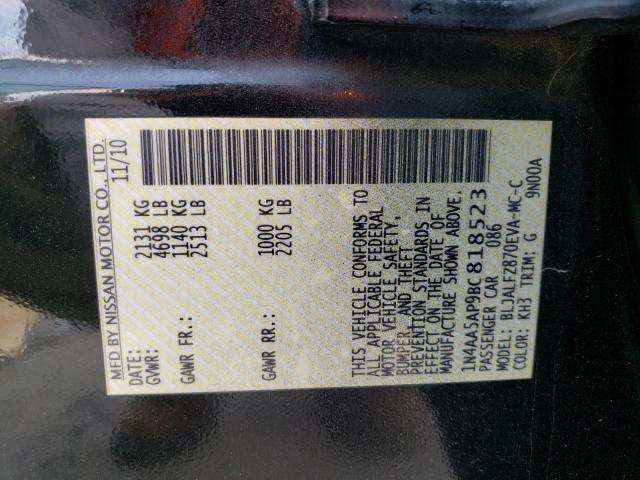 MFD BY NISSAN MOTOR CO., LTD.
DATE: 11/10
GVWR: 2131 KG
4698 LB
GAWR FR.: 1140 KG
2513 LB
GAWR RR.: 1000 KG
2205 LB
THIS VEHICLE CONFORMS TO
ALL APPLICABLE FEDERAL
MOTOR VEHICLE SAFETY,
BUMPER, AND THEFT
PREVENTION STANDARDS IN
EFFECT ON THE DATE OF
MANUFACTURE SHOWN ABOVE.
1N4AA5AP9BC818523
PASSENGER CAR 086
MODEL: BLJALFZ870EVA-MC-C
COLOR: KH3 TRIM: G 9N00A